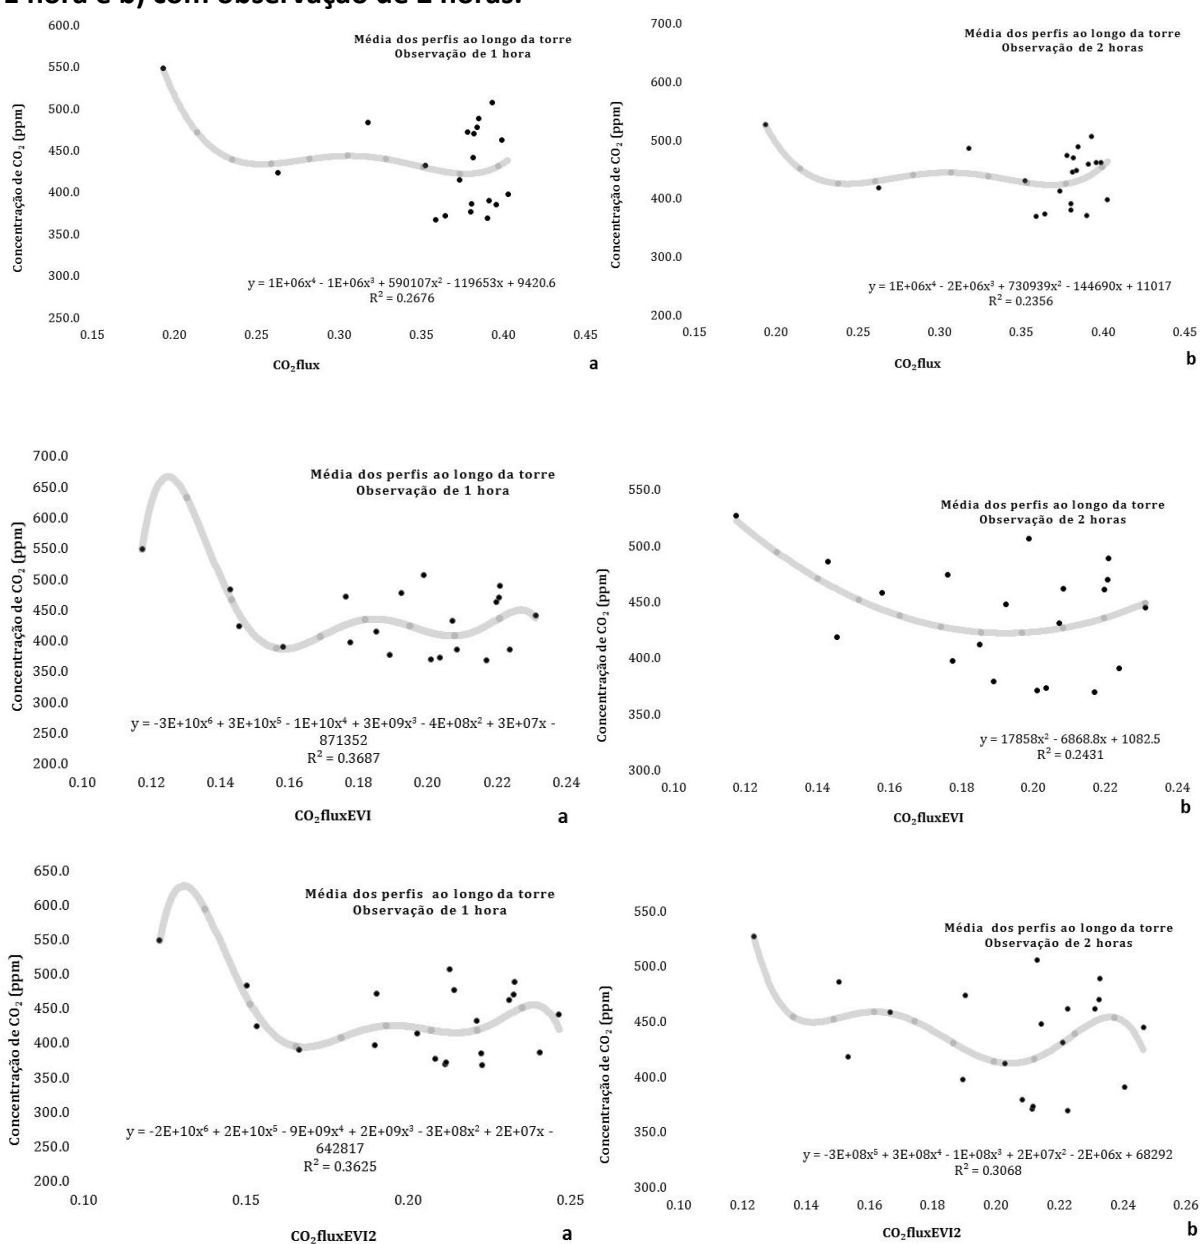 1 hora e b) com observação de 2 horas.
Média dos perfis ao longo da torre
Observação de 1 hora
Concentração de CO₂ (ppm)
600.0
550.0
500.0
450.0
400.0
350.0
300.0
250.0
y = 1E+06x⁴ - 1E+06x³ + 590107x² - 119653x + 9420.6
R² = 0.2676
0.15 0.20 0.25 0.30 0.35 0.40 0.45
CO₂flux
a
Média dos perfis ao longo da torre
Observação de 2 horas
Concentração de CO₂ (ppm)
700.0
600.0
500.0
400.0
300.0
200.0
y = 1E+06x⁴ - 2E+06x³ + 730939x² - 144690x + 11017
R² = 0.2356
0.15 0.20 0.25 0.30 0.35 0.40 0.45
CO₂flux
b
Média dos perfis ao longo da torre
Observação de 1 hora
Concentração de CO₂ (ppm)
700.0
650.0
600.0
550.0
500.0
450.0
400.0
350.0
300.0
250.0
200.0
y = -3E+10x⁶ + 3E+10x⁵ - 1E+10x⁴ + 3E+09x³ - 4E+08x² + 3E+07x -
871352
R² = 0.3687
0.10 0.12 0.14 0.16 0.18 0.20 0.22 0.24
CO₂fluxEVI
a
Média dos perfis ao longo da torre
Observação de 2 horas
Concentração de CO₂ (ppm)
550.0
500.0
450.0
400.0
350.0
300.0
y = 17858x² - 6868.8x + 1082.5
R² = 0.2431
0.10 0.12 0.14 0.16 0.18 0.20 0.22 0.24
CO₂fluxEVI
b
Média dos perfis ao longo da torre
Observação de 1 hora
Concentração de CO₂ (ppm)
650.0
600.0
550.0
500.0
450.0
400.0
350.0
300.0
250.0
200.0
y = -2E+10x⁶ + 2E+10x⁵ - 9E+09x⁴ + 2E+09x³ - 3E+08x² + 2E+07x -
642817
R² = 0.3625
0.10 0.15 0.20 0.25
CO₂fluxEVI2
a
Média dos perfis ao longo da torre
Observação de 2 horas
Concentração de CO₂ (ppm)
550.0
500.0
450.0
400.0
350.0
300.0
y = -3E+08x⁵ + 3E+08x⁴ - 1E+08x³ + 2E+07x² - 2E+06x + 68292
R² = 0.3068
0.10 0.12 0.14 0.16 0.18 0.20 0.22 0.24 0.26
CO₂fluxEVI2
b